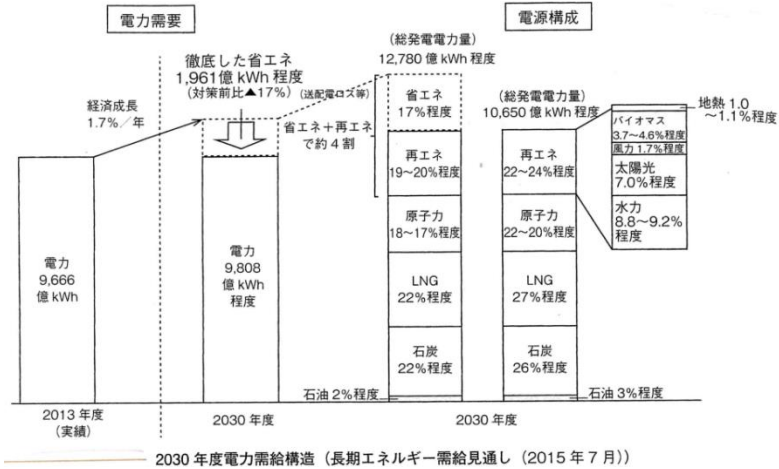 電力需要
電源構成
徹底した省エネ
1,961億 kWh 程度
(対策前比▲17%)
(送配電ロス等)
経済成長
1.7%／年
省エネ＋再エネ
で約４割
(総発電電力量)
12,780 億 kWh 程度
(総発電電力量)
10,650 億 kWh 程度
電力
9,666
億 kWh
電力
9,808
億 kWh
程度
省エネ
17%程度
再エネ
19〜20%程度
原子力
18〜17%程度
LNG
22%程度
石炭
22%程度
石油 2%程度
再エネ
22〜24%程度
原子力
22〜20%程度
LNG
27%程度
石炭
26%程度
石油 3%程度
地熱 1.0
〜1.1%程度
バイオマス
3.7〜4.6%程度
風力 1.7%程度
太陽光
7.0%程度
水力
8.8〜9.2%
程度
2013 年度
(実績)
2030 年度
2030 年度
2030 年度電力需給構造（長期エネルギー需給見通し（2015 年 7 月））